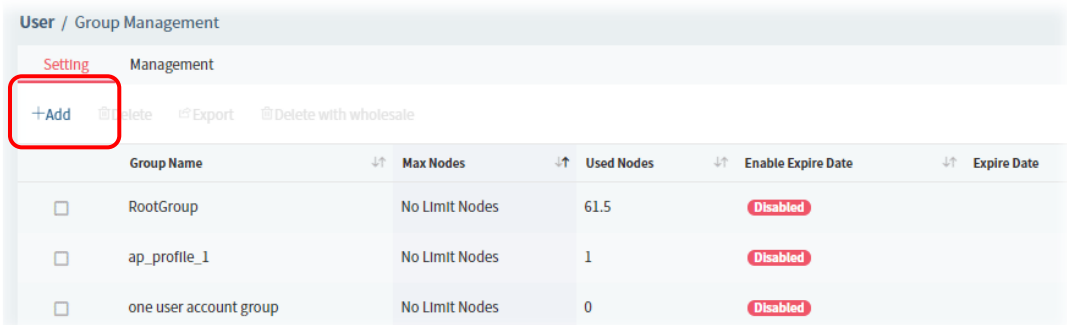 User / Group Management
Setting Management
+Add Delete Export Delete with wholesale
Group Name Max Nodes Used Nodes Enable Expire Date Expire Date
RootGroup No Limit Nodes 61.5 Disabled
ap_profile_1 No Limit Nodes 1 Disabled
one user account group No Limit Nodes 0 Disabled